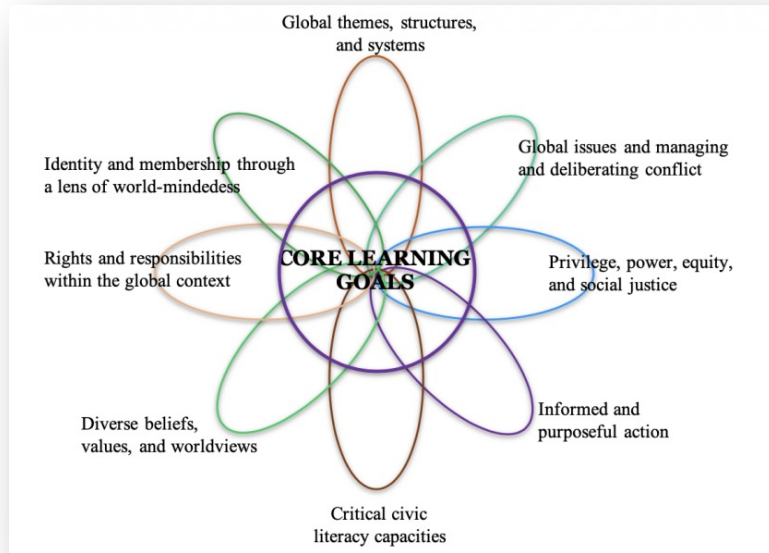 Global themes, structures,
and systems
Identity and membership through
a lens of world-mindedess
Global issues and managing
and deliberating conflict
Rights and responsibilities
within the global context
CORE LEARNING
GOALS
Privilege, power, equity,
and social justice
Diverse beliefs,
values, and worldviews
Informed and
purposeful action
Critical civic
literacy capacities